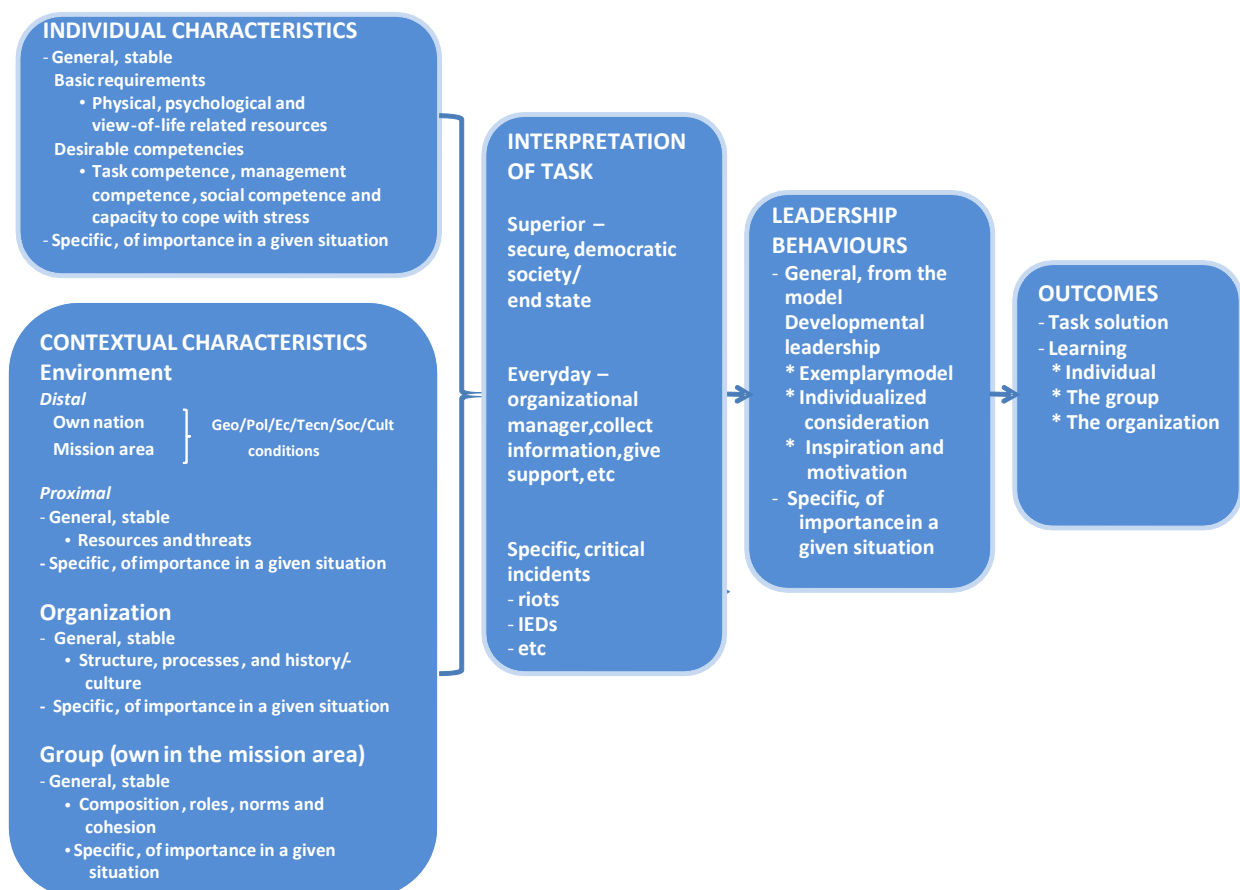 INDIVIDUAL CHARACTERISTICS
- General, stable
Basic requirements
• Physical, psychological and
view-of-life related resources
Desirable competencies
• Task competence, management
competence, social competence and
capacity to cope with stress
- Specific, of importance in a given situation
CONTEXTUAL CHARACTERISTICS
Environment
Distal
Own nation
Mission area
Geo/Pol/Ec/Tecn/Soc/Cult
conditions
Proximal
- General, stable
• Resources and threats
- Specific, of importance in a given situation
Organization
- General, stable
• Structure, processes, and history/-
culture
- Specific, of importance in a given situation
Group (own in the mission area)
- General, stable
• Composition, roles, norms and
cohesion
• Specific, of importance in a given
situation
INTERPRETATION
OF TASK
Superior –
secure, democratic
society/
end state
Everyday –
organizational
manager,collect
information,give
support, etc
Specific, critical
incidents
- riots
- IEDs
- etc
LEADERSHIP
BEHAVIOURS
- General, from the
model
Developmental
leadership
* Exemplarymodel
* Individualized
consideration
* Inspiration and
motivation
- Specific, of
importance in a
given situation
OUTCOMES
- Task solution
- Learning
* Individual
* The group
* The organization